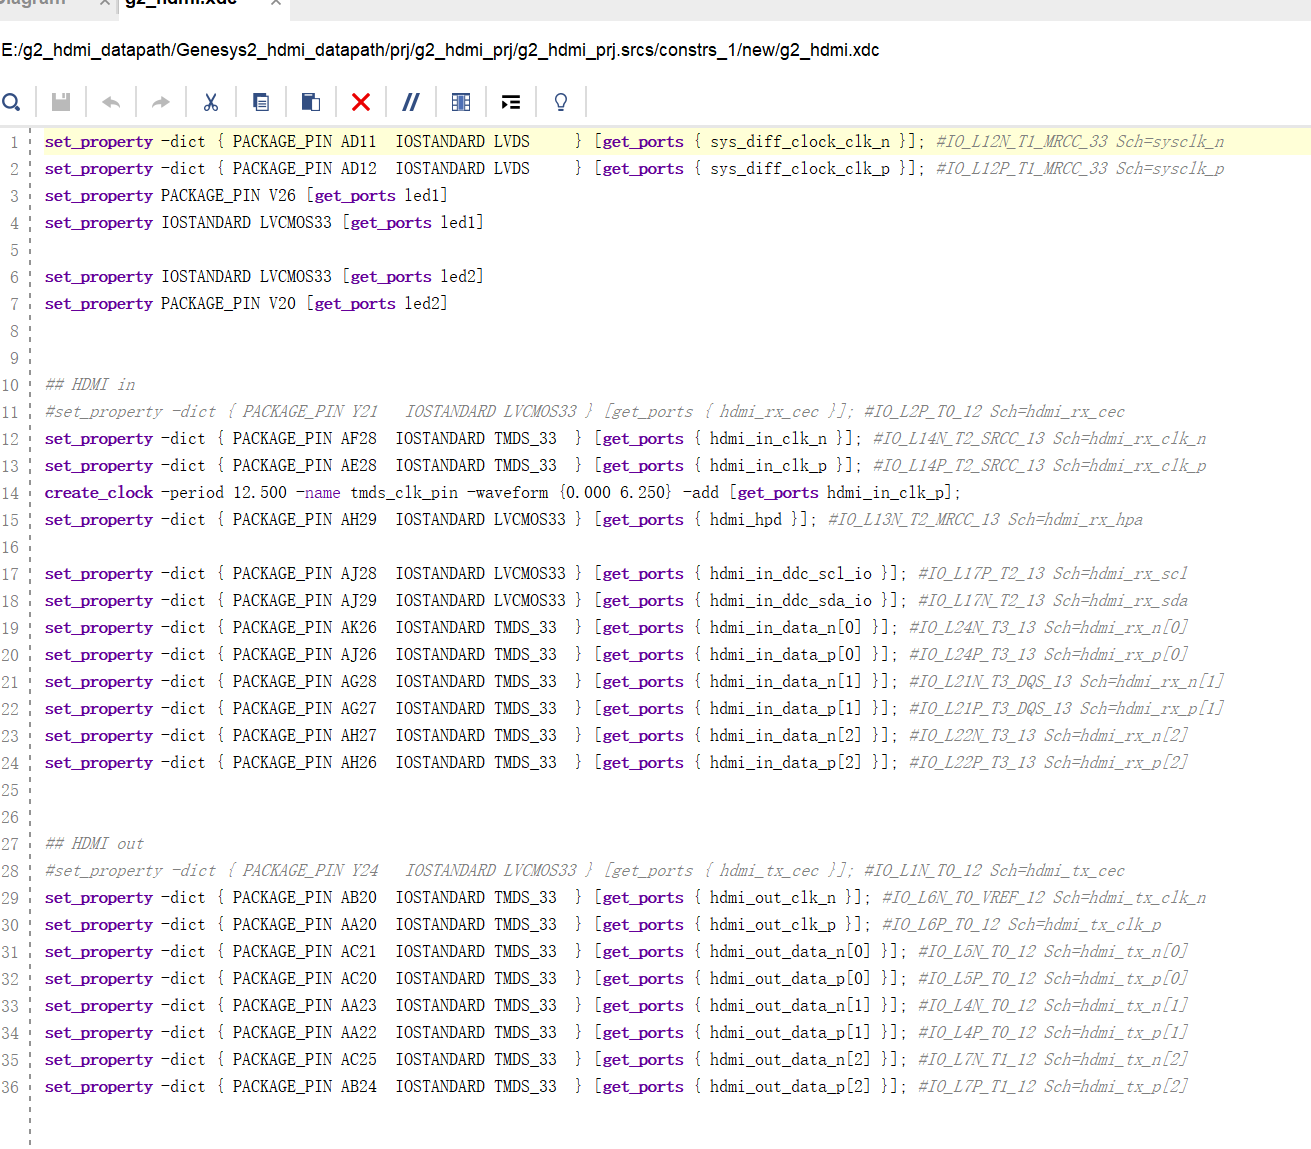 Diagram × g2_hdmi.xdc ×
E:/g2_hdmi_datapath/Genesys2_hdmi_datapath/prj/g2_hdmi_prj/g2_hdmi_prj.srcs/constrs_1/new/g2_hdmi.xdc
1 set_property -dict { PACKAGE_PIN AD11  IOSTANDARD LVDS     } [get_ports { sys_diff_clock_clk_n }]; #IO_L12N_T1_MRCC_33 Sch=sysclk_n
2 set_property -dict { PACKAGE_PIN AD12  IOSTANDARD LVDS     } [get_ports { sys_diff_clock_clk_p }]; #IO_L12P_T1_MRCC_33 Sch=sysclk_p
3 set_property PACKAGE_PIN V26 [get_ports led1]
4 set_property IOSTANDARD LVCMOS33 [get_ports led1]
5
6 set_property IOSTANDARD LVCMOS33 [get_ports led2]
7 set_property PACKAGE_PIN V20 [get_ports led2]
8
9
10 ## HDMI in
11 #set_property -dict { PACKAGE_PIN Y21   IOSTANDARD LVCMOS33 } [get_ports { hdmi_rx_cec }]; #IO_L2P_T0_12 Sch=hdmi_rx_cec
12 set_property -dict { PACKAGE_PIN AF28  IOSTANDARD TMDS_33  } [get_ports { hdmi_in_clk_n }]; #IO_L14N_T2_SRCC_13 Sch=hdmi_rx_clk_n
13 set_property -dict { PACKAGE_PIN AE28  IOSTANDARD TMDS_33  } [get_ports { hdmi_in_clk_p }]; #IO_L14P_T2_SRCC_13 Sch=hdmi_rx_clk_p
14 create_clock -period 12.500 -name tmds_clk_pin -waveform {0.000 6.250} -add [get_ports hdmi_in_clk_p];
15 set_property -dict { PACKAGE_PIN AH29  IOSTANDARD LVCMOS33 } [get_ports { hdmi_hpd }]; #IO_L13N_T2_MRCC_13 Sch=hdmi_rx_hpa
16
17 set_property -dict { PACKAGE_PIN AJ28  IOSTANDARD LVCMOS33 } [get_ports { hdmi_in_ddc_scl_io }]; #IO_L17P_T2_13 Sch=hdmi_rx_scl
18 set_property -dict { PACKAGE_PIN AJ29  IOSTANDARD LVCMOS33 } [get_ports { hdmi_in_ddc_sda_io }]; #IO_L17N_T2_13 Sch=hdmi_rx_sda
19 set_property -dict { PACKAGE_PIN AK26  IOSTANDARD TMDS_33  } [get_ports { hdmi_in_data_n[0] }]; #IO_L24N_T3_13 Sch=hdmi_rx_n[0]
20 set_property -dict { PACKAGE_PIN AJ26  IOSTANDARD TMDS_33  } [get_ports { hdmi_in_data_p[0] }]; #IO_L24P_T3_13 Sch=hdmi_rx_p[0]
21 set_property -dict { PACKAGE_PIN AG28  IOSTANDARD TMDS_33  } [get_ports { hdmi_in_data_n[1] }]; #IO_L21N_T3_DQS_13 Sch=hdmi_rx_n[1]
22 set_property -dict { PACKAGE_PIN AG27  IOSTANDARD TMDS_33  } [get_ports { hdmi_in_data_p[1] }]; #IO_L21P_T3_DQS_13 Sch=hdmi_rx_p[1]
23 set_property -dict { PACKAGE_PIN AH27  IOSTANDARD TMDS_33  } [get_ports { hdmi_in_data_n[2] }]; #IO_L22N_T3_13 Sch=hdmi_rx_n[2]
24 set_property -dict { PACKAGE_PIN AH26  IOSTANDARD TMDS_33  } [get_ports { hdmi_in_data_p[2] }]; #IO_L22P_T3_13 Sch=hdmi_rx_p[2]
25
26
27 ## HDMI out
28 #set_property -dict { PACKAGE_PIN Y24   IOSTANDARD LVCMOS33 } [get_ports { hdmi_tx_cec }]; #IO_L1N_T0_12 Sch=hdmi_tx_cec
29 set_property -dict { PACKAGE_PIN AB20  IOSTANDARD TMDS_33  } [get_ports { hdmi_out_clk_n }]; #IO_L6N_T0_VREF_12 Sch=hdmi_tx_clk_n
30 set_property -dict { PACKAGE_PIN AA20  IOSTANDARD TMDS_33  } [get_ports { hdmi_out_clk_p }]; #IO_L6P_T0_12 Sch=hdmi_tx_clk_p
31 set_property -dict { PACKAGE_PIN AC21  IOSTANDARD TMDS_33  } [get_ports { hdmi_out_data_n[0] }]; #IO_L5N_T0_12 Sch=hdmi_tx_n[0]
32 set_property -dict { PACKAGE_PIN AC20  IOSTANDARD TMDS_33  } [get_ports { hdmi_out_data_p[0] }]; #IO_L5P_T0_12 Sch=hdmi_tx_p[0]
33 set_property -dict { PACKAGE_PIN AA23  IOSTANDARD TMDS_33  } [get_ports { hdmi_out_data_n[1] }]; #IO_L4N_T0_12 Sch=hdmi_tx_n[1]
34 set_property -dict { PACKAGE_PIN AA22  IOSTANDARD TMDS_33  } [get_ports { hdmi_out_data_p[1] }]; #IO_L4P_T0_12 Sch=hdmi_tx_p[1]
35 set_property -dict { PACKAGE_PIN AC25  IOSTANDARD TMDS_33  } [get_ports { hdmi_out_data_n[2] }]; #IO_L7N_T1_12 Sch=hdmi_tx_n[2]
36 set_property -dict { PACKAGE_PIN AB24  IOSTANDARD TMDS_33  } [get_ports { hdmi_out_data_p[2] }]; #IO_L7P_T1_12 Sch=hdmi_tx_p[2]